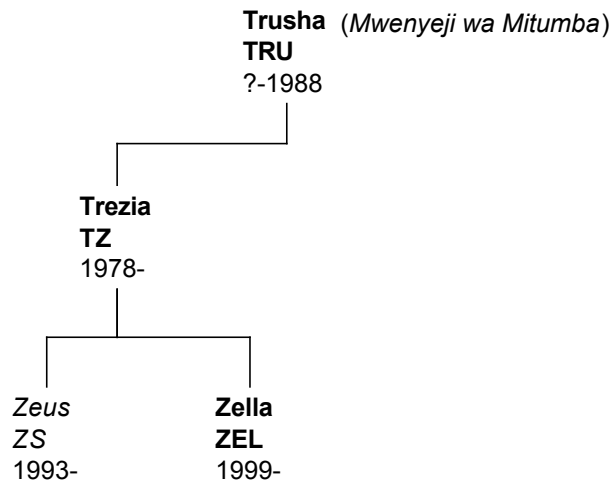 Trusha (Mwenyeji wa Mitumba)
TRU
?-1988
Trezia
TZ
1978-
Zeus
ZS
1993-
Zella
ZEL
1999-